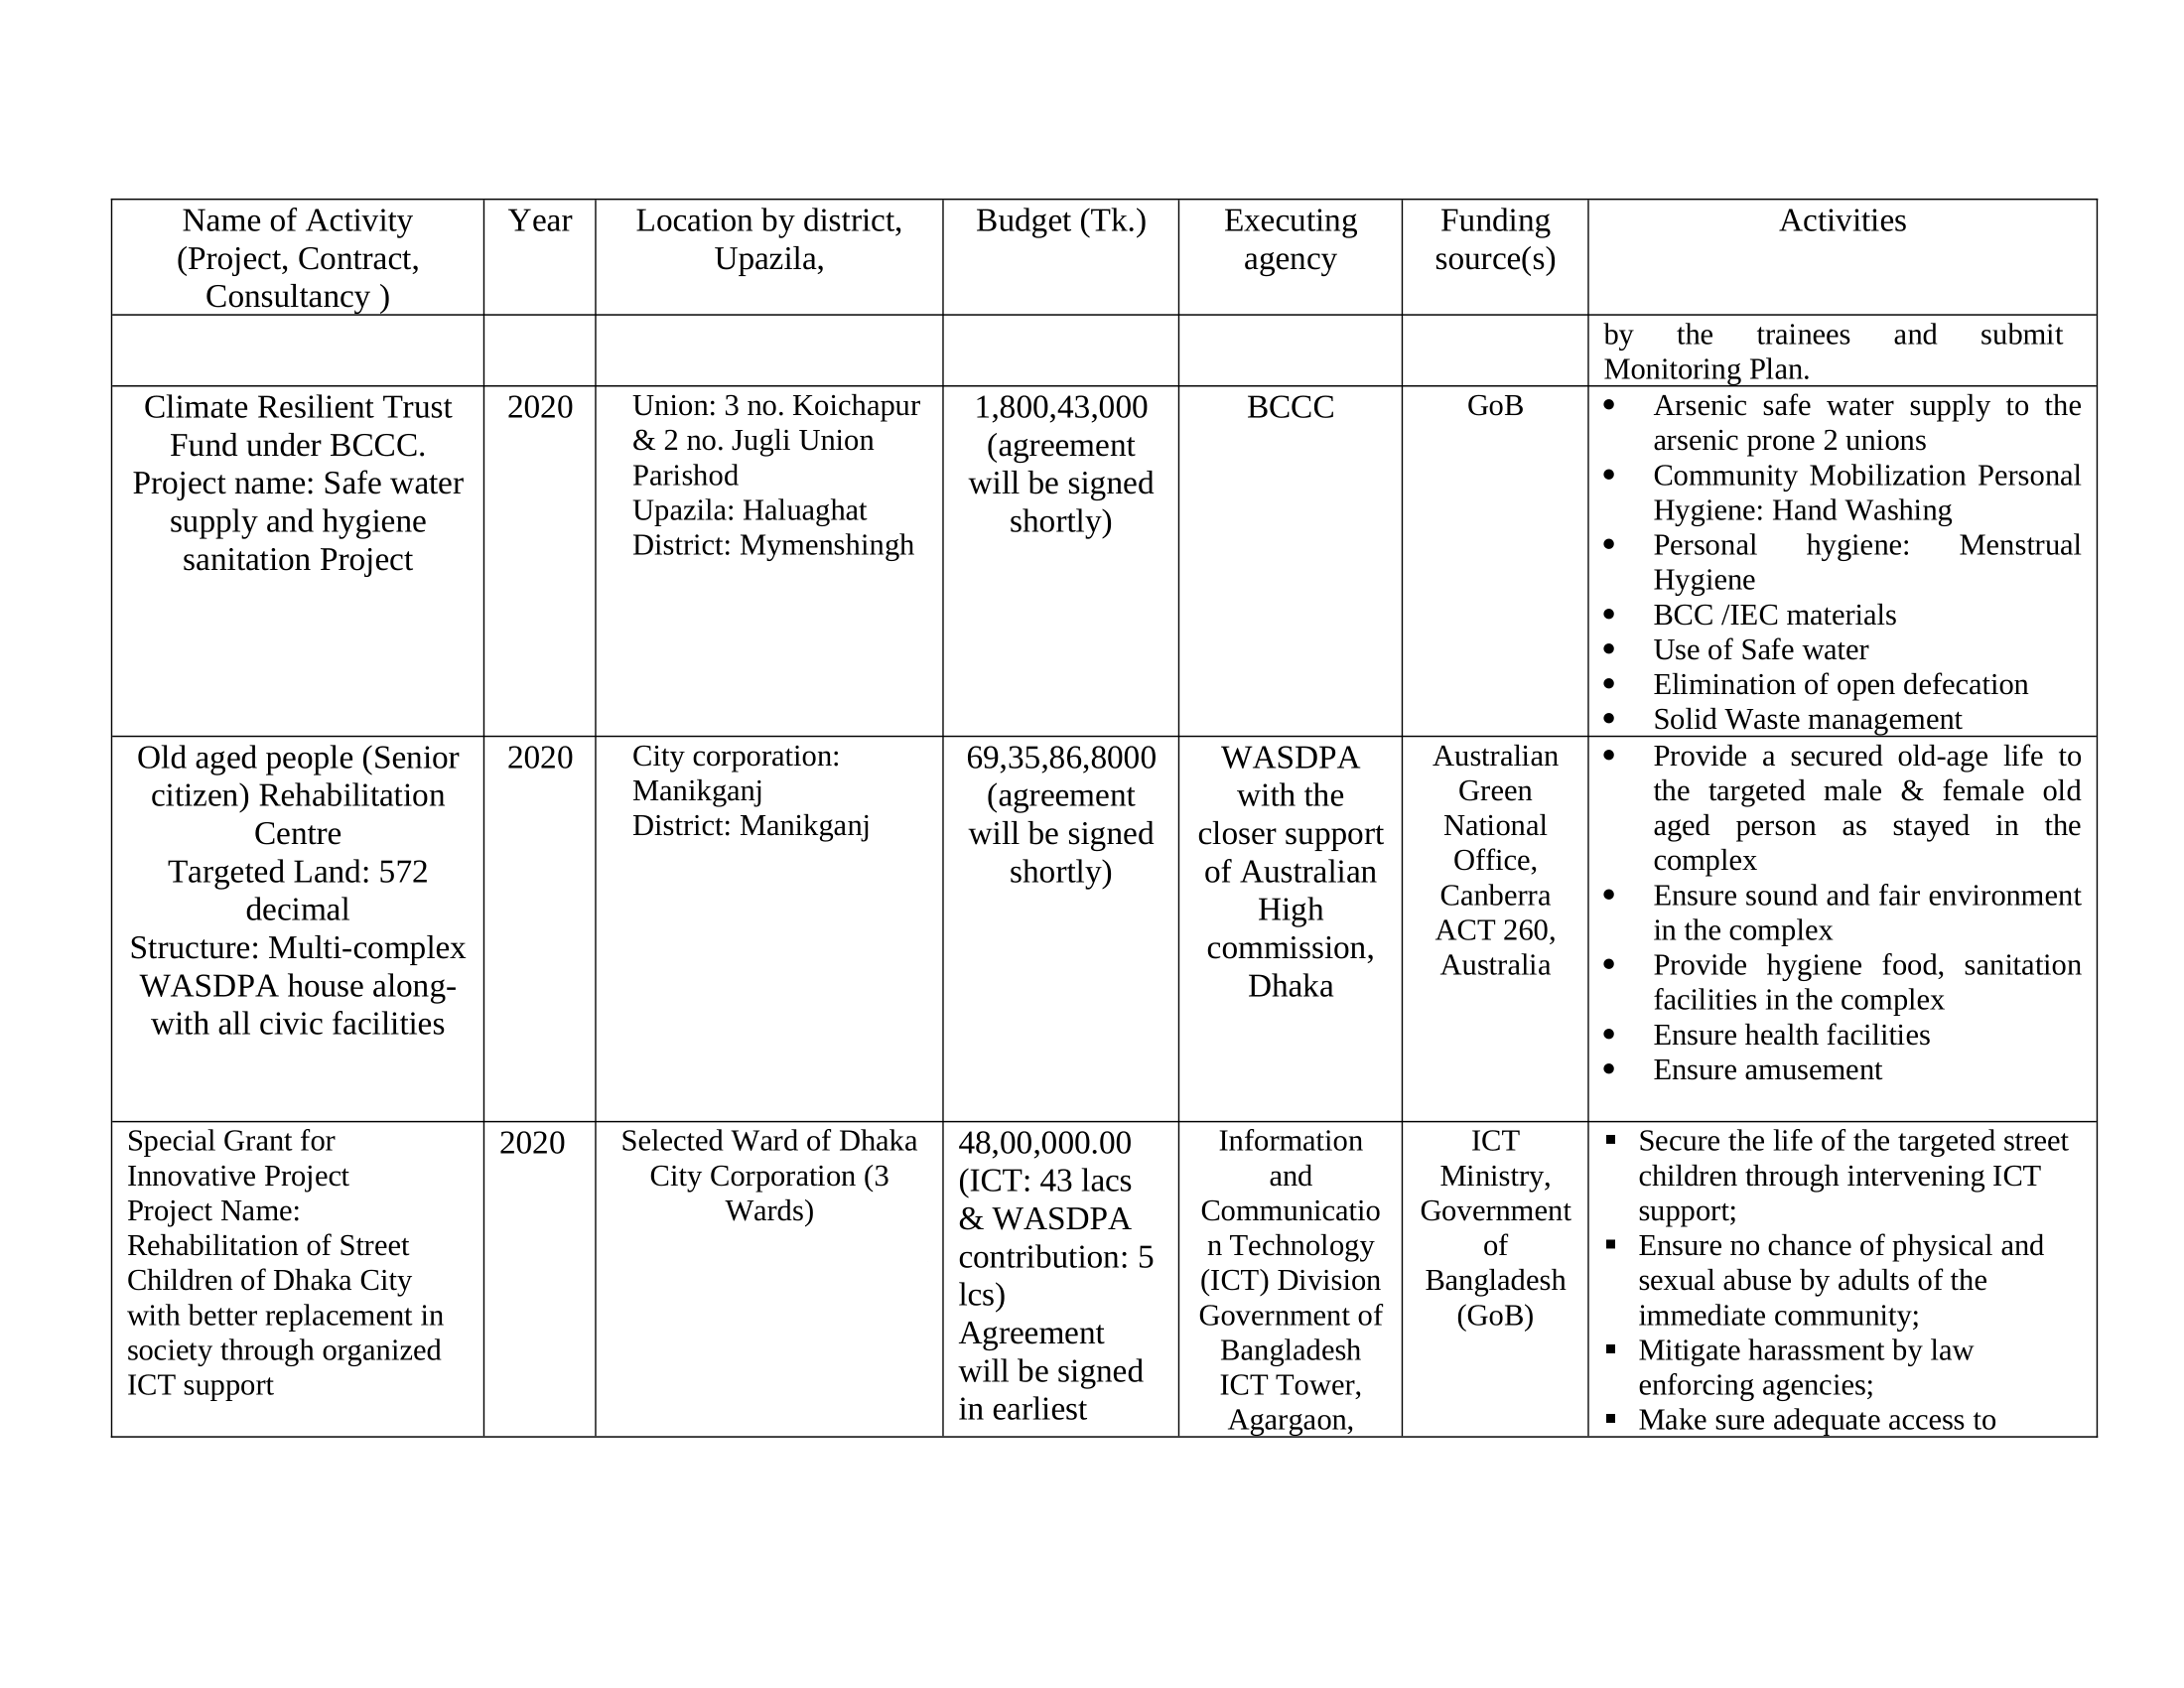 Name of Activity
(Project, Contract,
Consultancy )
Year
Location by district,
Upazila,
Budget (Tk.)
Executing
agency
Funding
source(s)
Activities
by the trainees and submit
Monitoring Plan.
Climate Resilient Trust
Fund under BCCC.
Project name: Safe water
supply and hygiene
sanitation Project
2020
Union: 3 no. Koichapur
& 2 no. Jugli Union
Parishod
Upazila: Haluaghat
District: Mymenshingh
1,800,43,000
(agreement
will be signed
shortly)
BCCC
GoB
• Arsenic safe water supply to the
arsenic prone 2 unions
• Community Mobilization Personal
Hygiene: Hand Washing
• Personal hygiene: Menstrual
Hygiene
• BCC /IEC materials
• Use of Safe water
• Elimination of open defecation
• Solid Waste management
Old aged people (Senior
citizen) Rehabilitation
Centre
Targeted Land: 572
decimal
Structure: Multi-complex
WASDPA house along-
with all civic facilities
2020
City corporation:
Manikganj
District: Manikganj
69,35,86,8000
(agreement
will be signed
shortly)
WASDPA
with the
closer support
of Australian
High
commission,
Dhaka
Australian
Green
National
Office,
Canberra
ACT 260,
Australia
• Provide a secured old-age life to
the targeted male & female old
aged person as stayed in the
complex
• Ensure sound and fair environment
in the complex
• Provide hygiene food, sanitation
facilities in the complex
• Ensure health facilities
• Ensure amusement
Special Grant for
Innovative Project
Project Name:
Rehabilitation of Street
Children of Dhaka City
with better replacement in
society through organized
ICT support
2020
Selected Ward of Dhaka
City Corporation (3
Wards)
48,00,000.00
(ICT: 43 lacs
& WASDPA
contribution: 5
lcs)
Agreement
will be signed
in earliest
Information
and
Communicatio
n Technology
(ICT) Division
Government of
Bangladesh
ICT Tower,
Agargaon,
ICT
Ministry,
Government
of
Bangladesh
(GoB)
▪ Secure the life of the targeted street
children through intervening ICT
support;
▪ Ensure no chance of physical and
sexual abuse by adults of the
immediate community;
▪ Mitigate harassment by law
enforcing agencies;
▪ Make sure adequate access to